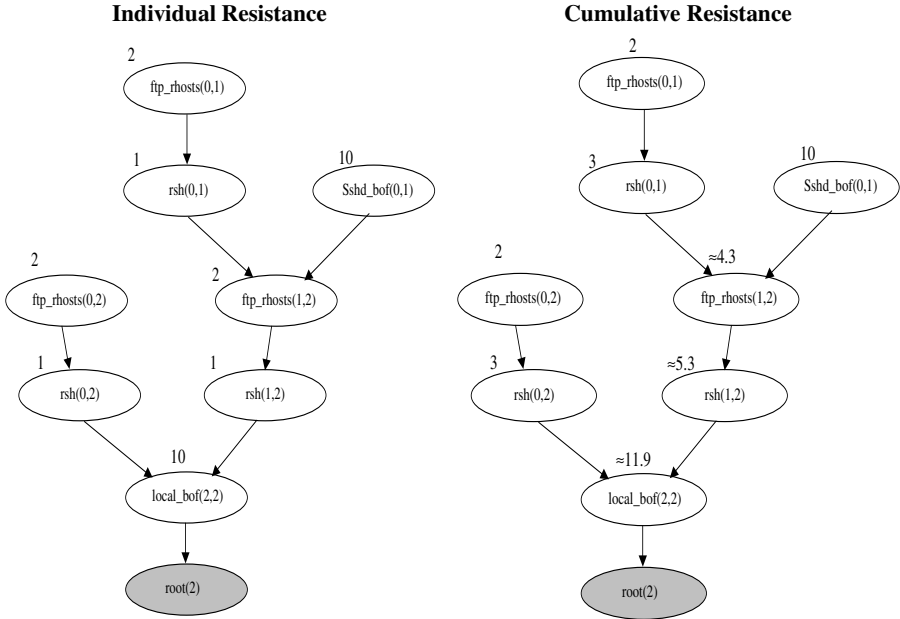 Individual Resistance
2
ftp_rhosts(0,1)
1
rsh(0,1)
10
Sshd_bof(0,1)
2
ftp_rhosts(0,2)
2
ftp_rhosts(1,2)
1
rsh(0,2)
1
rsh(1,2)
10
local_bof(2,2)
root(2)
Cumulative Resistance
2
ftp_rhosts(0,1)
3
rsh(0,1)
10
Sshd_bof(0,1)
2
ftp_rhosts(0,2)
≈4.3
ftp_rhosts(1,2)
3
rsh(0,2)
≈5.3
rsh(1,2)
≈11.9
local_bof(2,2)
root(2)